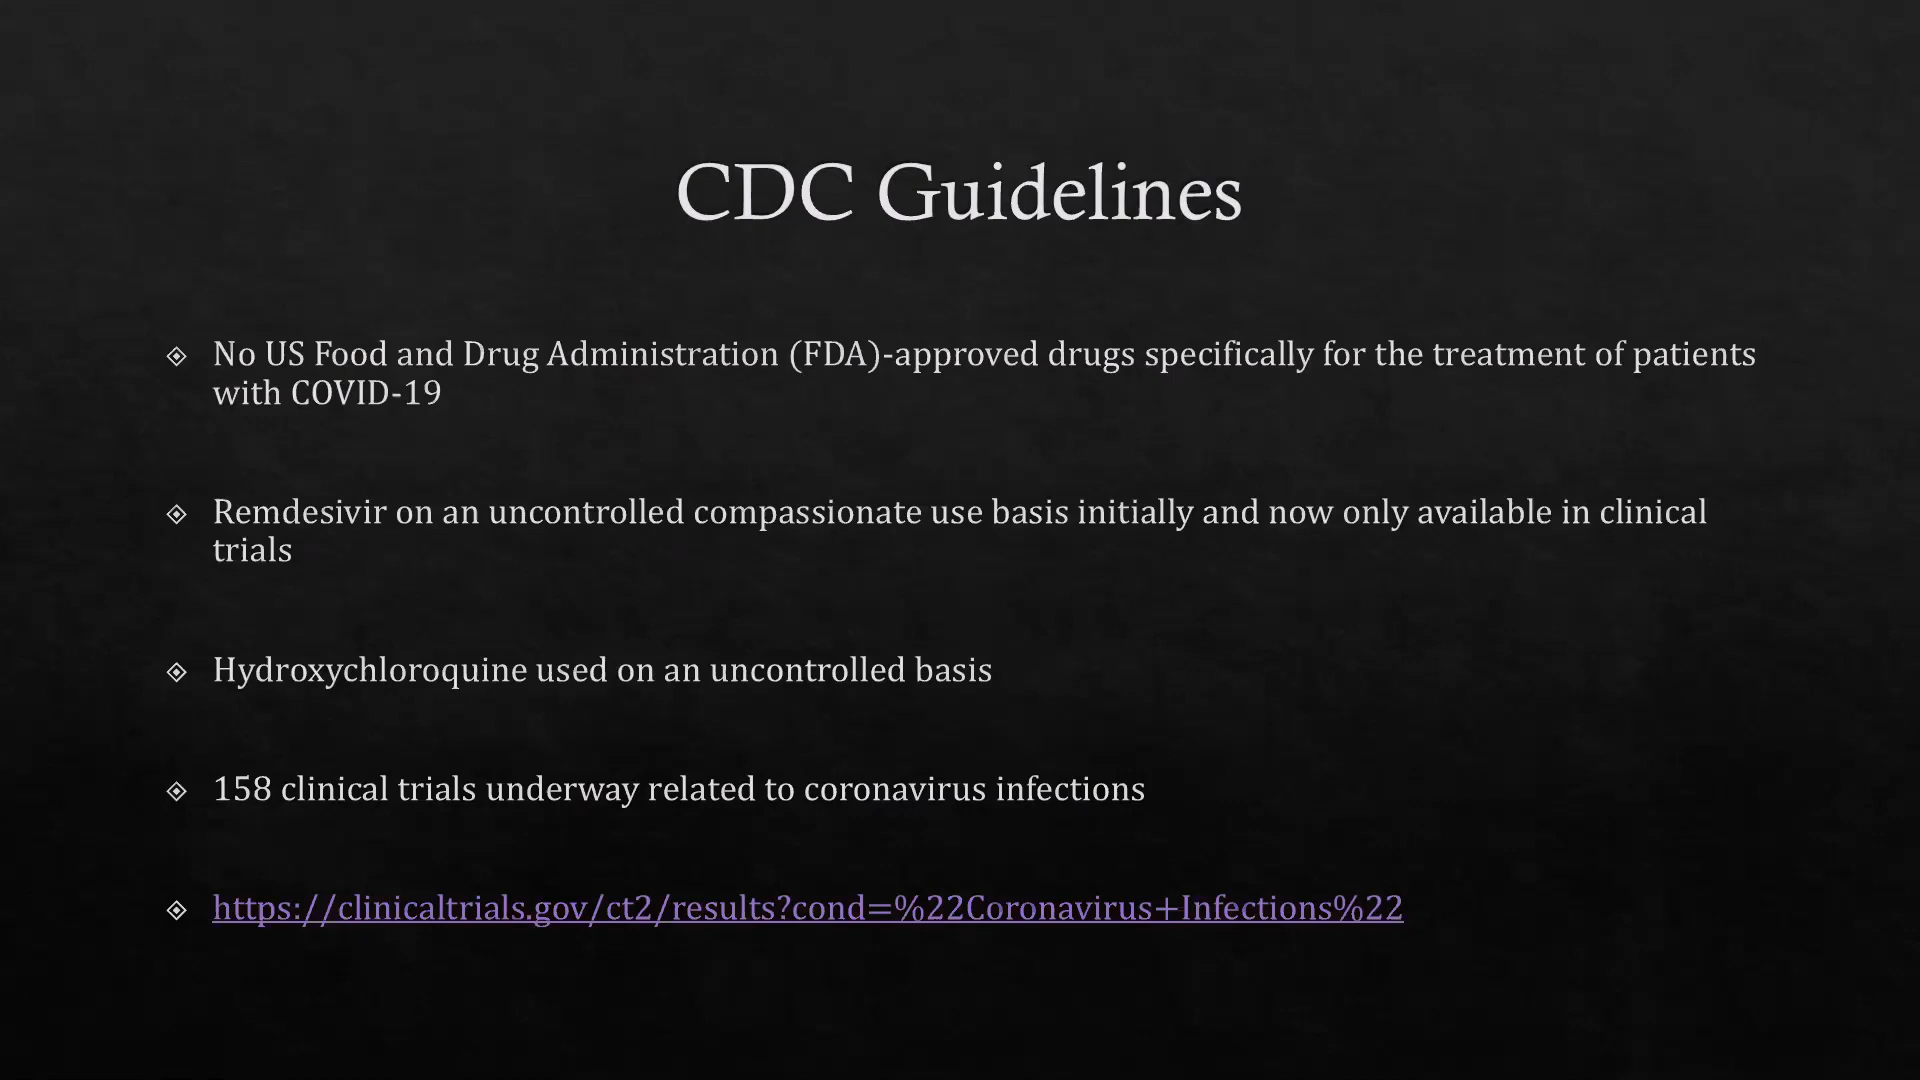 CDC Guidelines
No US Food and Drug Administration (FDA)-approved drugs specifically for the treatment of patients
with COVID-19
Remdesivir on an uncontrolled compassionate use basis initially and now only available in clinical
trials
Hydroxychloroquine used on an uncontrolled basis
158 clinical trials underway related to coronavirus infections
https://clinicaltrials.gov/ct2/results?cond=%22Coronavirus+Infections%22